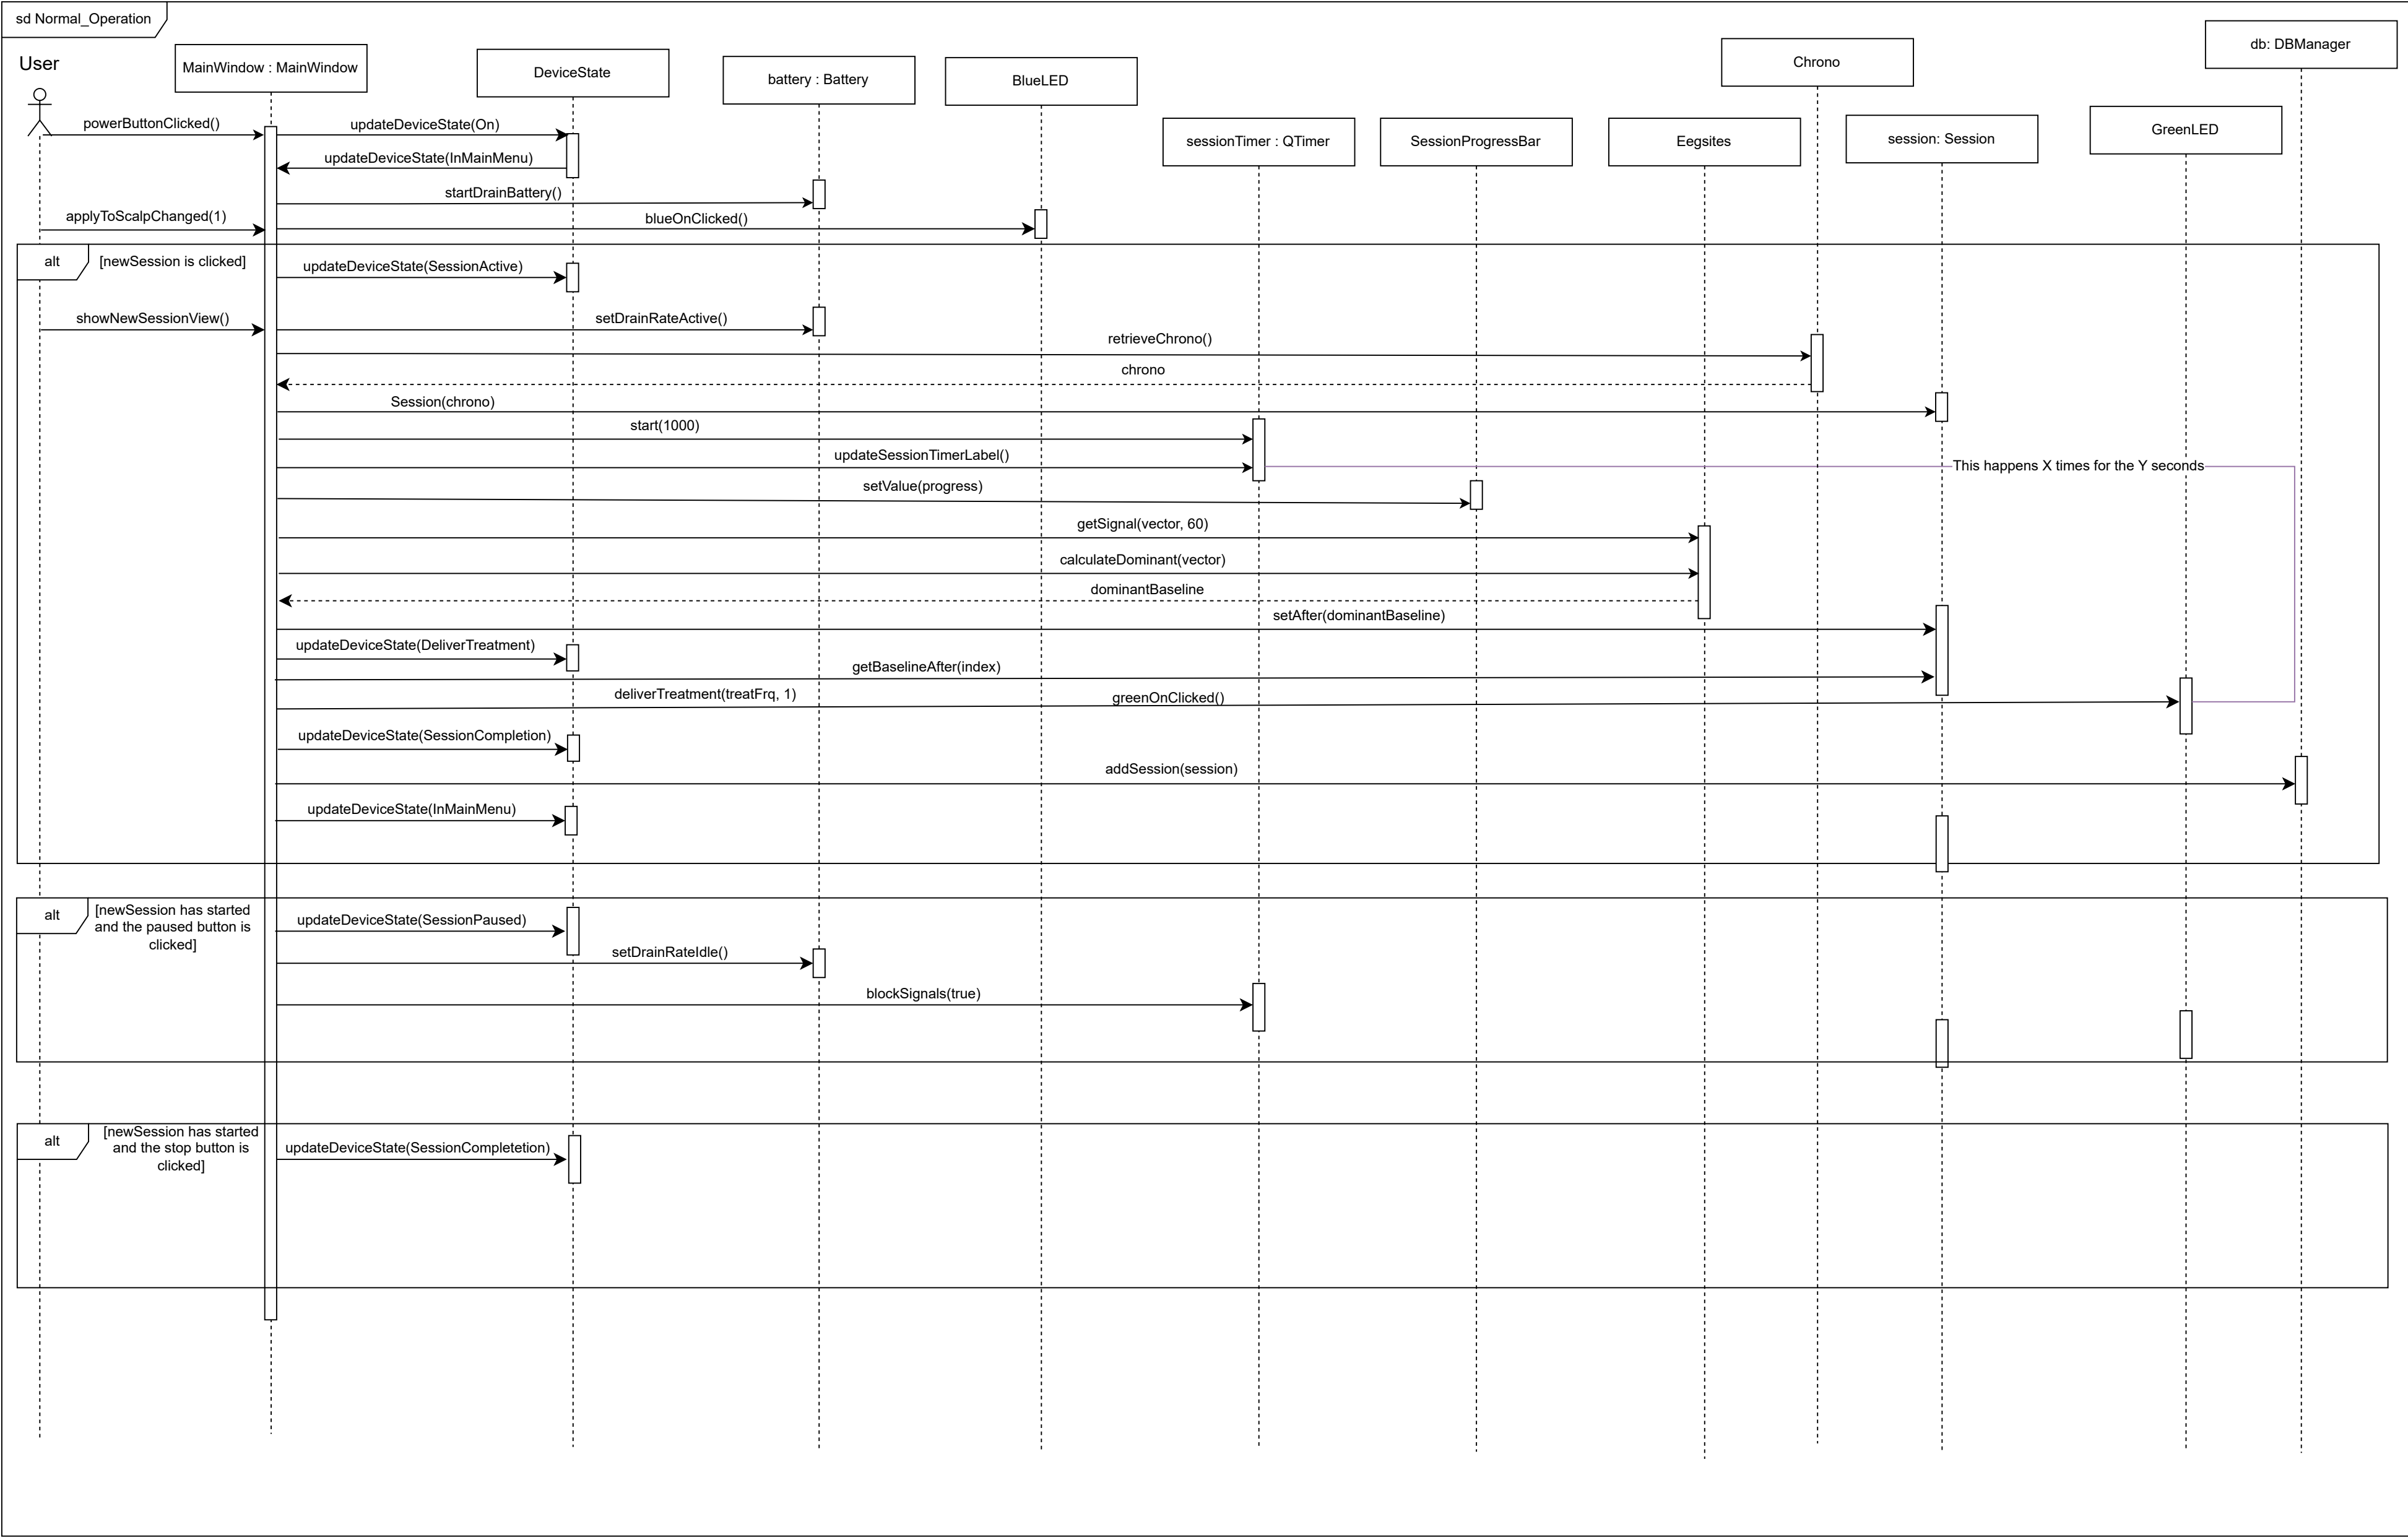 sd Normal_Operation
User
MainWindow : MainWindow
DeviceState
battery : Battery
BlueLED
sessionTimer : QTimer
SessionProgressBar
Eegsites
Chrono
session: Session
GreenLED
db: DBManager
powerButtonClicked()
updateDeviceState(On)
updateDeviceState(InMainMenu)
startDrainBattery()
applyToScalpChanged(1)
blueOnClicked()
alt
[newSession is clicked]
updateDeviceState(SessionActive)
showNewSessionView()
setDrainRateActive()
retrieveChrono()
chrono
Session(chrono)
start(1000)
updateSessionTimerLabel()
This happens X times for the Y seconds
setValue(progress)
getSignal(vector, 60)
calculateDominant(vector)
dominantBaseline
setAfter(dominantBaseline)
updateDeviceState(DeliverTreatment)
getBaselineAfter(index)
deliverTreatment(treatFrq, 1)
greenOnClicked()
updateDeviceState(SessionCompletion)
addSession(session)
updateDeviceState(InMainMenu)
alt
[newSession has started
and the paused button is
clicked]
updateDeviceState(SessionPaused)
setDrainRateIdle()
blockSignals(true)
alt
[newSession has started
and the stop button is
clicked]
updateDeviceState(SessionCompletetion)